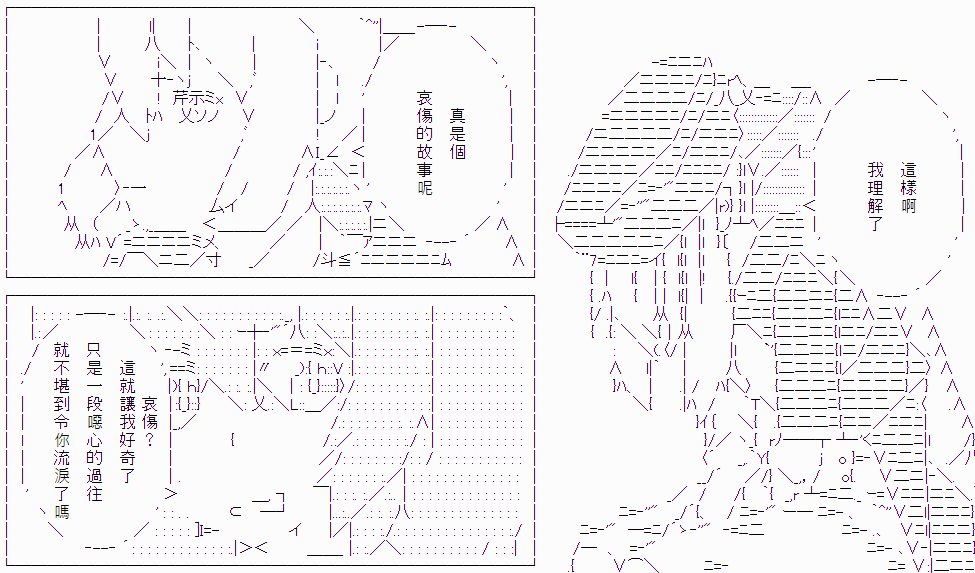 這樣啊
我理解了
真是個
哀傷的故事呢
哀傷？
這就讓我好奇了
只是一段噁心的過往
就不堪到令你流淚了嗎